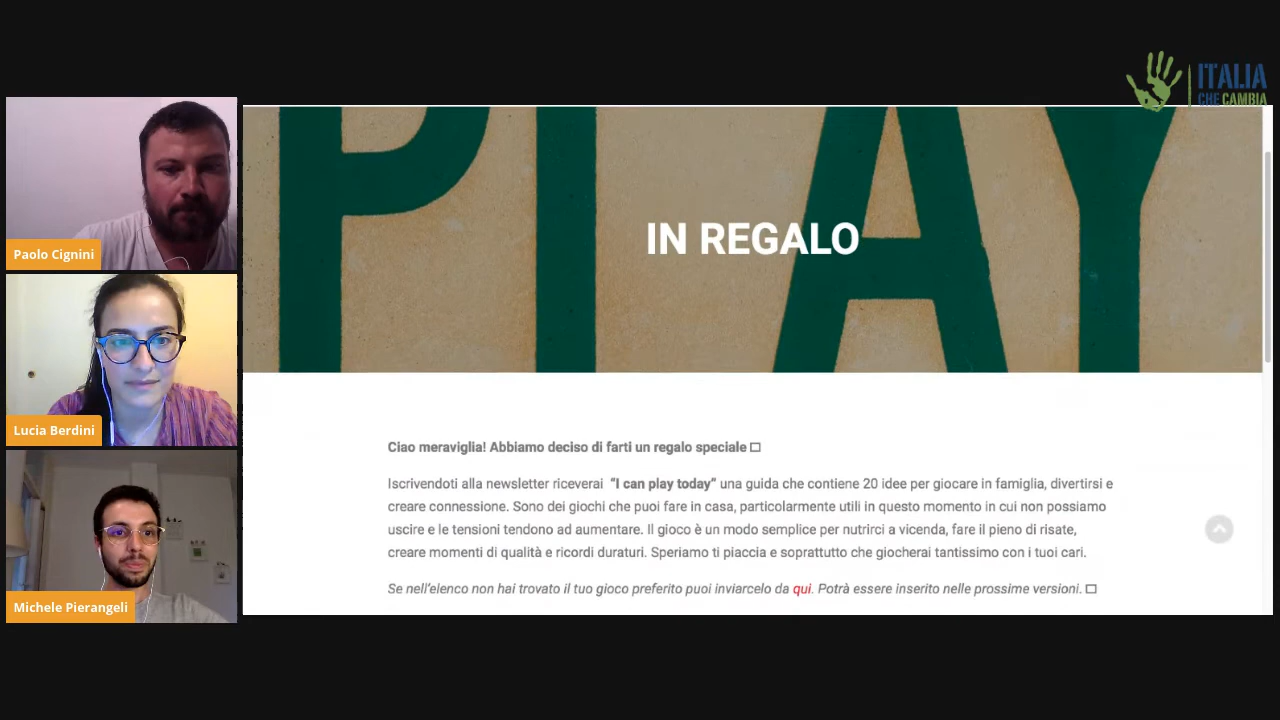 ITALIA
CHE CAMBIA
Paolo Cignini
Lucia Berdini
Michele Pierangeli
PLAY
IN REGALO
Ciao meraviglia! Abbiamo deciso di farti un regalo speciale □
Iscrivendoti alla newsletter riceverai “I can play today” una guida che contiene 20 idee per giocare in famiglia, divertirsi e
creare connessione. Sono dei giochi che puoi fare in casa, particolarmente utili in questo momento in cui non possiamo
uscire e le tensioni tendono ad aumentare. Il gioco è un modo semplice per nutrirci a vicenda, fare il pieno di risate,
creare momenti di qualità e ricordi duraturi. Speriamo ti piaccia e soprattutto che giocherai tantissimo con i tuoi cari.
Se nell’elenco non hai trovato il tuo gioco preferito puoi inviarcelo da qui. Potrà essere inserito nelle prossime versioni. □